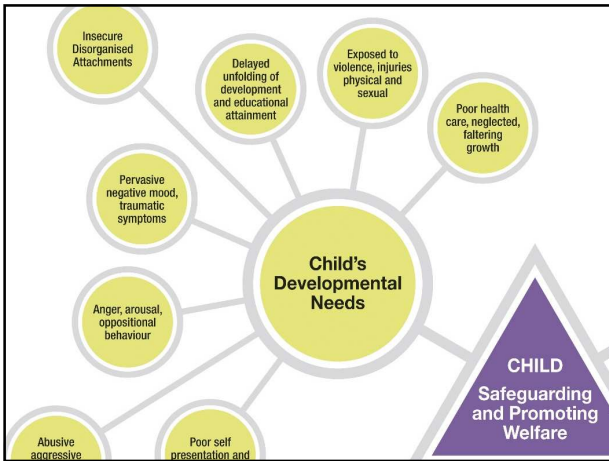 Insecure
Disorganised
Attachments
Delayed
unfolding of
development
and educational
attainment
Exposed to
violence, injuries
physical and
sexual
Poor health
care, neglected,
faltering
growth
Pervasive
negative mood,
traumatic
symptoms
Child's
Developmental
Needs
Anger, arousal,
oppositional
behaviour
CHILD
Safeguarding
and Promoting
Welfare
Abusive
aggressive
Poor self
presentation and